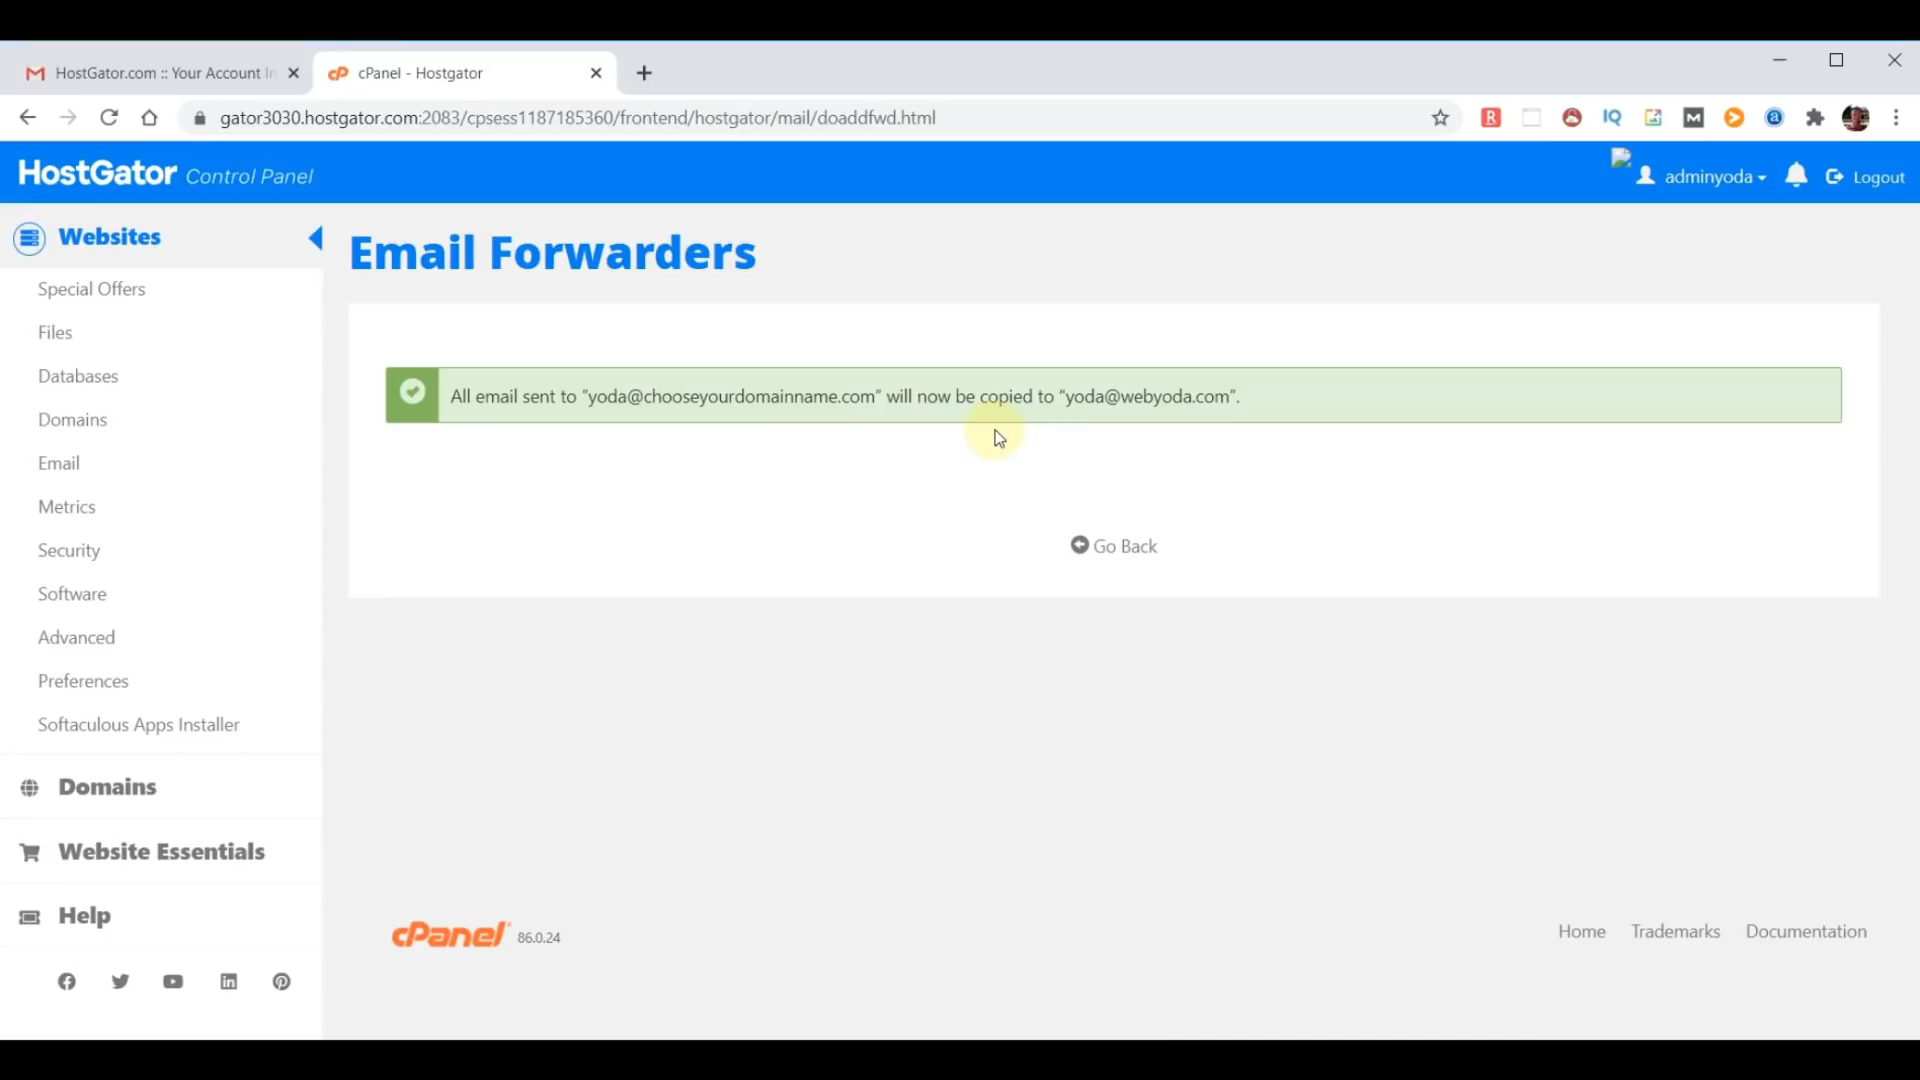 HostGator.com :: Your Account In
cPanel - Hostgator
gator3030.hostgator.com:2083/cpsess1187185360/frontend/hostgator/mail/doaddfwd.html
HostGator Control Panel
adminyoda
Logout
Websites
Special Offers
Files
Databases
Domains
Email
Metrics
Security
Software
Advanced
Preferences
Softaculous Apps Installer
Domains
Website Essentials
Help
Email Forwarders
All email sent to “yoda@chooseyourdomainname.com” will now be copied to “yoda@webyoda.com”.
Go Back
cPanel 86.0.24
Home Trademarks Documentation